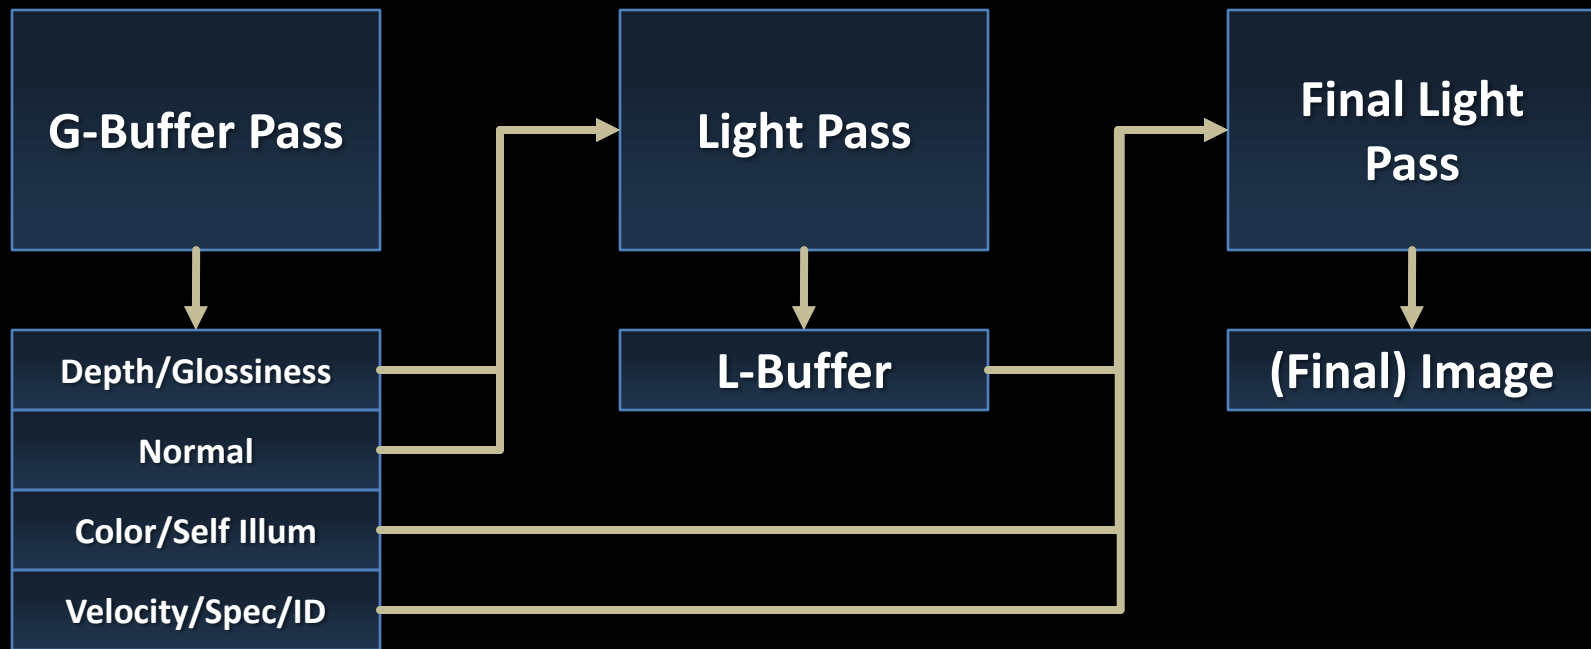 G-Buffer Pass
Light Pass
Final Light
Pass
Depth/Glossiness
L-Buffer
(Final) Image
Normal
Color/Self Illum
Velocity/Spec/ID